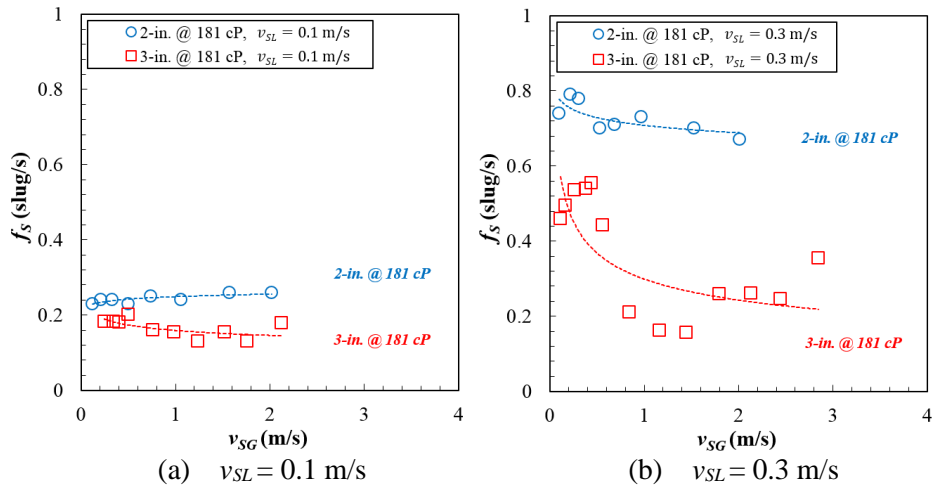 2-in. @ 181 cP, v_SL = 0.1 m/s
3-in. @ 181 cP, v_SL = 0.1 m/s
1
0.8
0.6
0.4
0.2
0
f_S (slug/s)
2-in. @ 181 cP
3-in. @ 181 cP
0 1 2 3 4
v_SG (m/s)
(a) v_SL = 0.1 m/s
2-in. @ 181 cP, v_SL = 0.3 m/s
3-in. @ 181 cP, v_SL = 0.3 m/s
1
0.8
0.6
0.4
0.2
0
f_S (slug/s)
2-in. @ 181 cP
3-in. @ 181 cP
0 1 2 3 4
v_SG (m/s)
(b) v_SL = 0.3 m/s